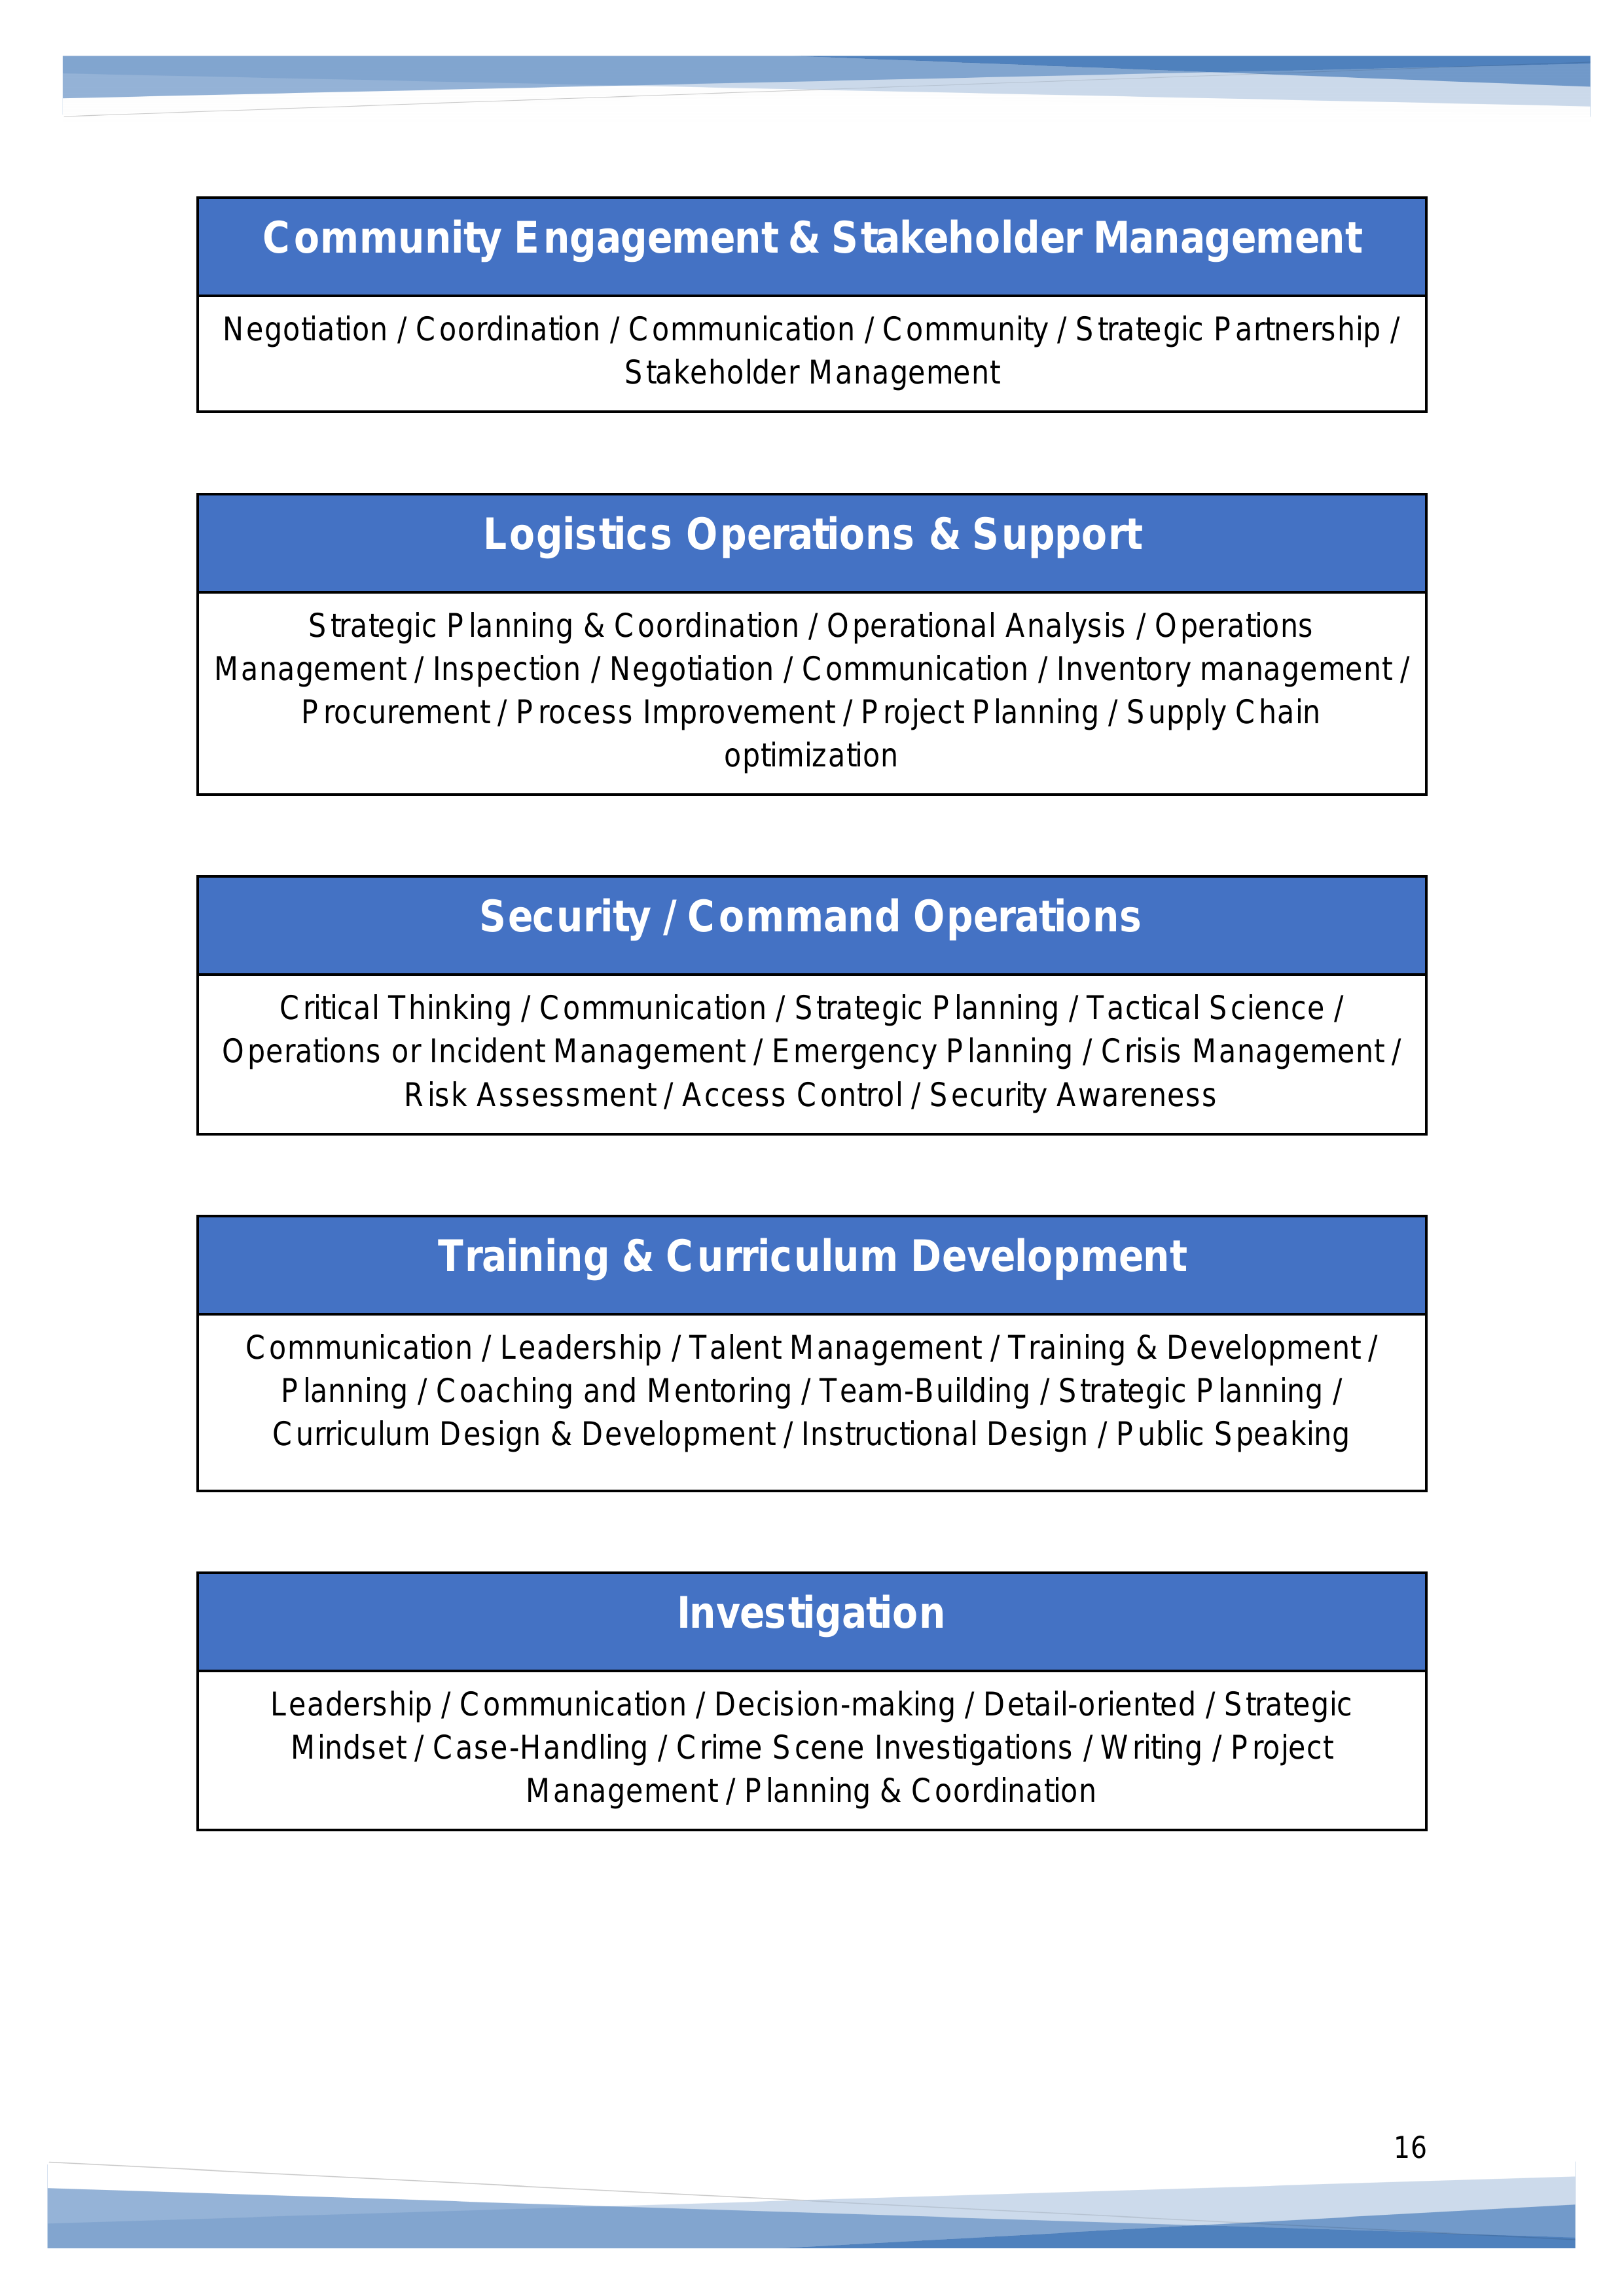 Community Engagement & Stakeholder Management
Negotiation / Coordination / Communication / Community / Strategic Partnership /
Stakeholder Management
Logistics Operations & Support
Strategic Planning & Coordination / Operational Analysis / Operations
Management / Inspection / Negotiation / Communication / Inventory management /
Procurement / Process Improvement / Project Planning / Supply Chain
optimization
Security / Command Operations
Critical Thinking / Communication / Strategic Planning / Tactical Science /
Operations or Incident Management / Emergency Planning / Crisis Management /
Risk Assessment / Access Control / Security Awareness
Training & Curriculum Development
Communication / Leadership / Talent Management / Training & Development /
Planning / Coaching and Mentoring / Team-Building / Strategic Planning /
Curriculum Design & Development / Instructional Design / Public Speaking
Investigation
Leadership / Communication / Decision-making / Detail-oriented / Strategic
Mindset / Case-Handling / Crime Scene Investigations / Writing / Project
Management / Planning & Coordination
16